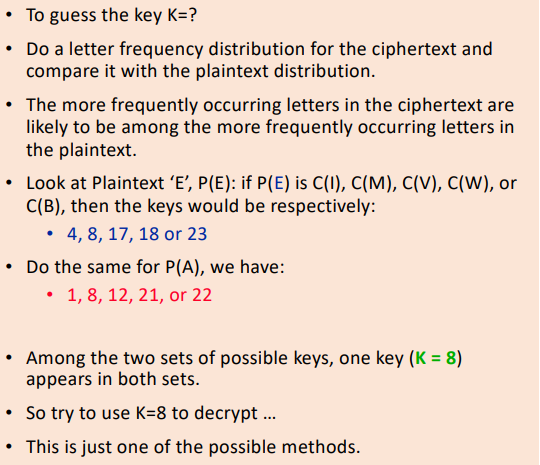 • To guess the key K=?
• Do a letter frequency distribution for the ciphertext and
compare it with the plaintext distribution.
• The more frequently occurring letters in the ciphertext are
likely to be among the more frequently occurring letters in
the plaintext.
• Look at Plaintext ‘E’, P(E): if P(E) is C(I), C(M), C(V), C(W), or
C(B), then the keys would be respectively:
• 4, 8, 17, 18 or 23
• Do the same for P(A), we have:
• 1, 8, 12, 21, or 22
• Among the two sets of possible keys, one key (K = 8)
appears in both sets.
• So try to use K=8 to decrypt ...
• This is just one of the possible methods.